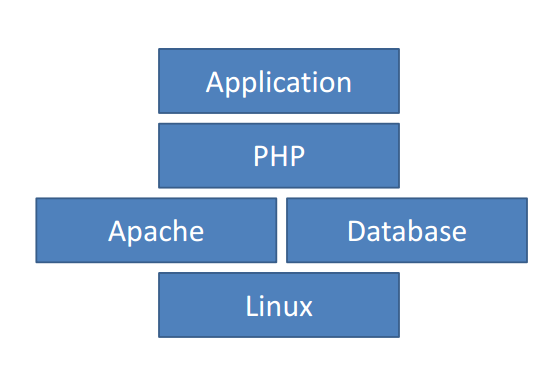 Application
PHP
Apache
Database
Linux